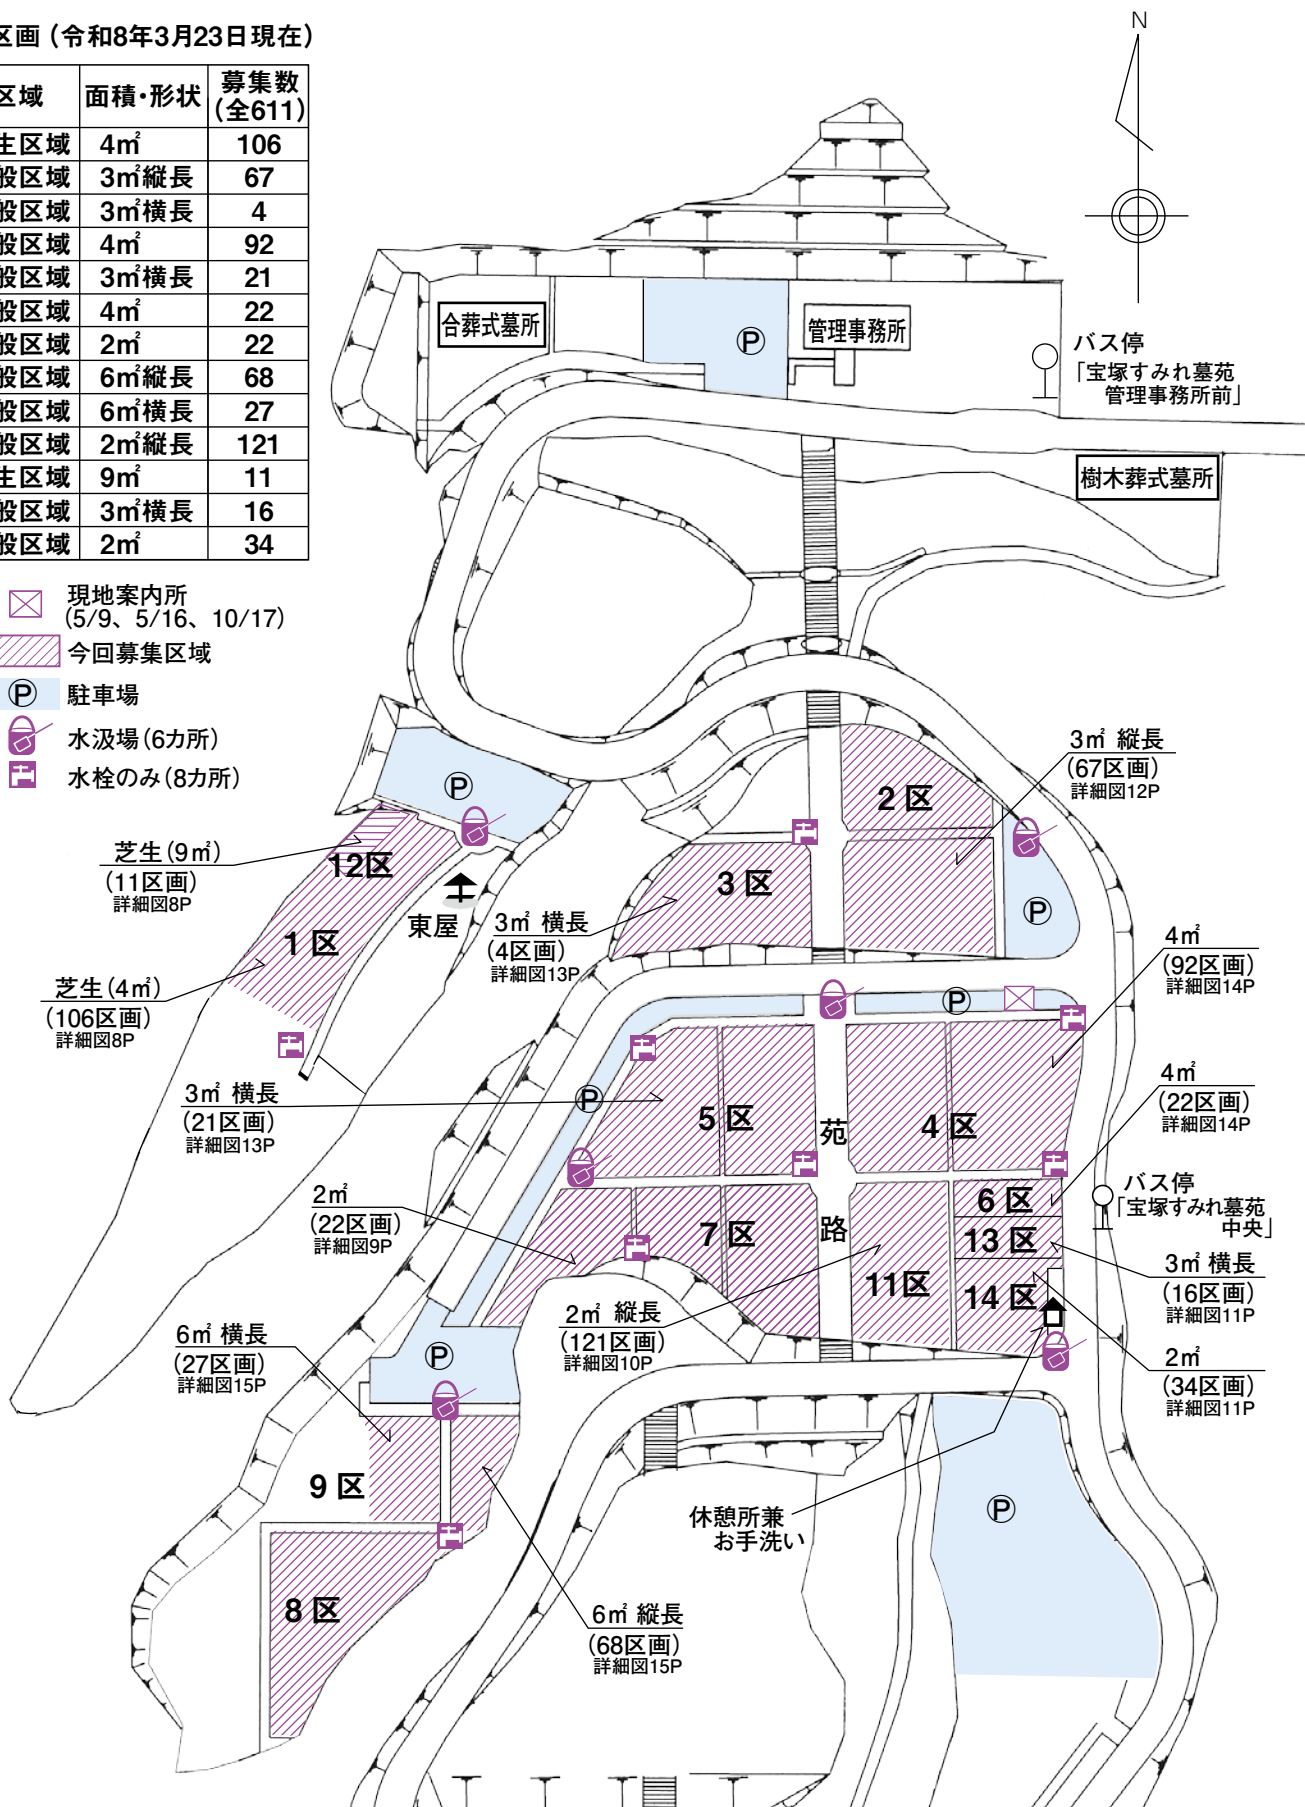 区画（令和8年3月23日現在）
区域 面積・形状 募集数
(全611)
生区域 4㎡ 106
般区域 3㎡縦長 67
般区域 3㎡横長 4
般区域 4㎡ 92
般区域 3㎡横長 21
般区域 4㎡ 22
般区域 2㎡ 22
般区域 6㎡縦長 68
般区域 6㎡横長 27
般区域 2㎡縦長 121
生区域 9㎡ 11
般区域 3㎡横長 16
般区域 2㎡ 34
現地案内所
(5/9、5/16、10/17)
今回募集区域
P 駐車場
水汲場(6カ所)
水栓のみ(8カ所)
N
合葬式墓所
P
管理事務所
バス停
「宝塚すみれ墓苑
管理事務所前」
樹木葬式墓所
3㎡ 縦長
(67区画)
詳細図12P
2区
P
芝生(9㎡)
(11区画)
詳細図8P
12区
東屋
3区
P
3㎡ 横長
(4区画)
詳細図13P
1区
4㎡
(92区画)
詳細図14P
芝生(4㎡)
(106区画)
詳細図8P
P
3㎡ 横長
(21区画)
詳細図13P
P
5区
苑
4区
4㎡
(22区画)
詳細図14P
2㎡
(22区画)
詳細図9P
7区
路
6区
バス停
「宝塚すみれ墓苑
中央」
13区
3㎡ 横長
(16区画)
詳細図11P
11区
14区
2㎡ 縦長
(121区画)
詳細図10P
6㎡ 横長
(27区画)
詳細図15P
P
2㎡
(34区画)
詳細図11P
9区
休憩所兼
お手洗い
P
8区
6㎡ 縦長
(68区画)
詳細図15P